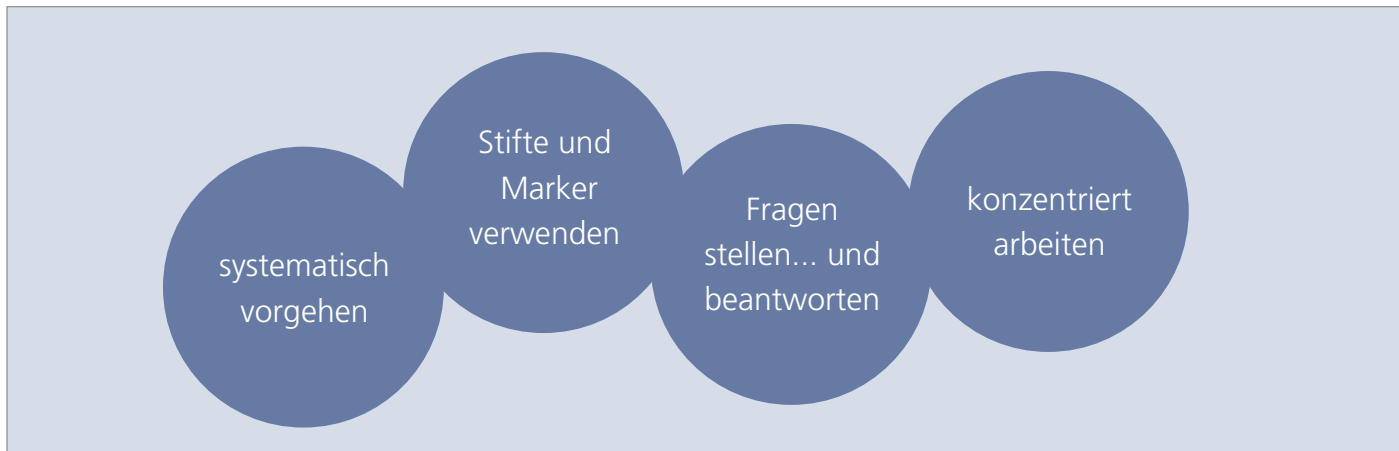 systematisch
vorgehen
Stifte und
Marker
verwenden
Fragen
stellen... und
beantworten
konzentriert
arbeiten